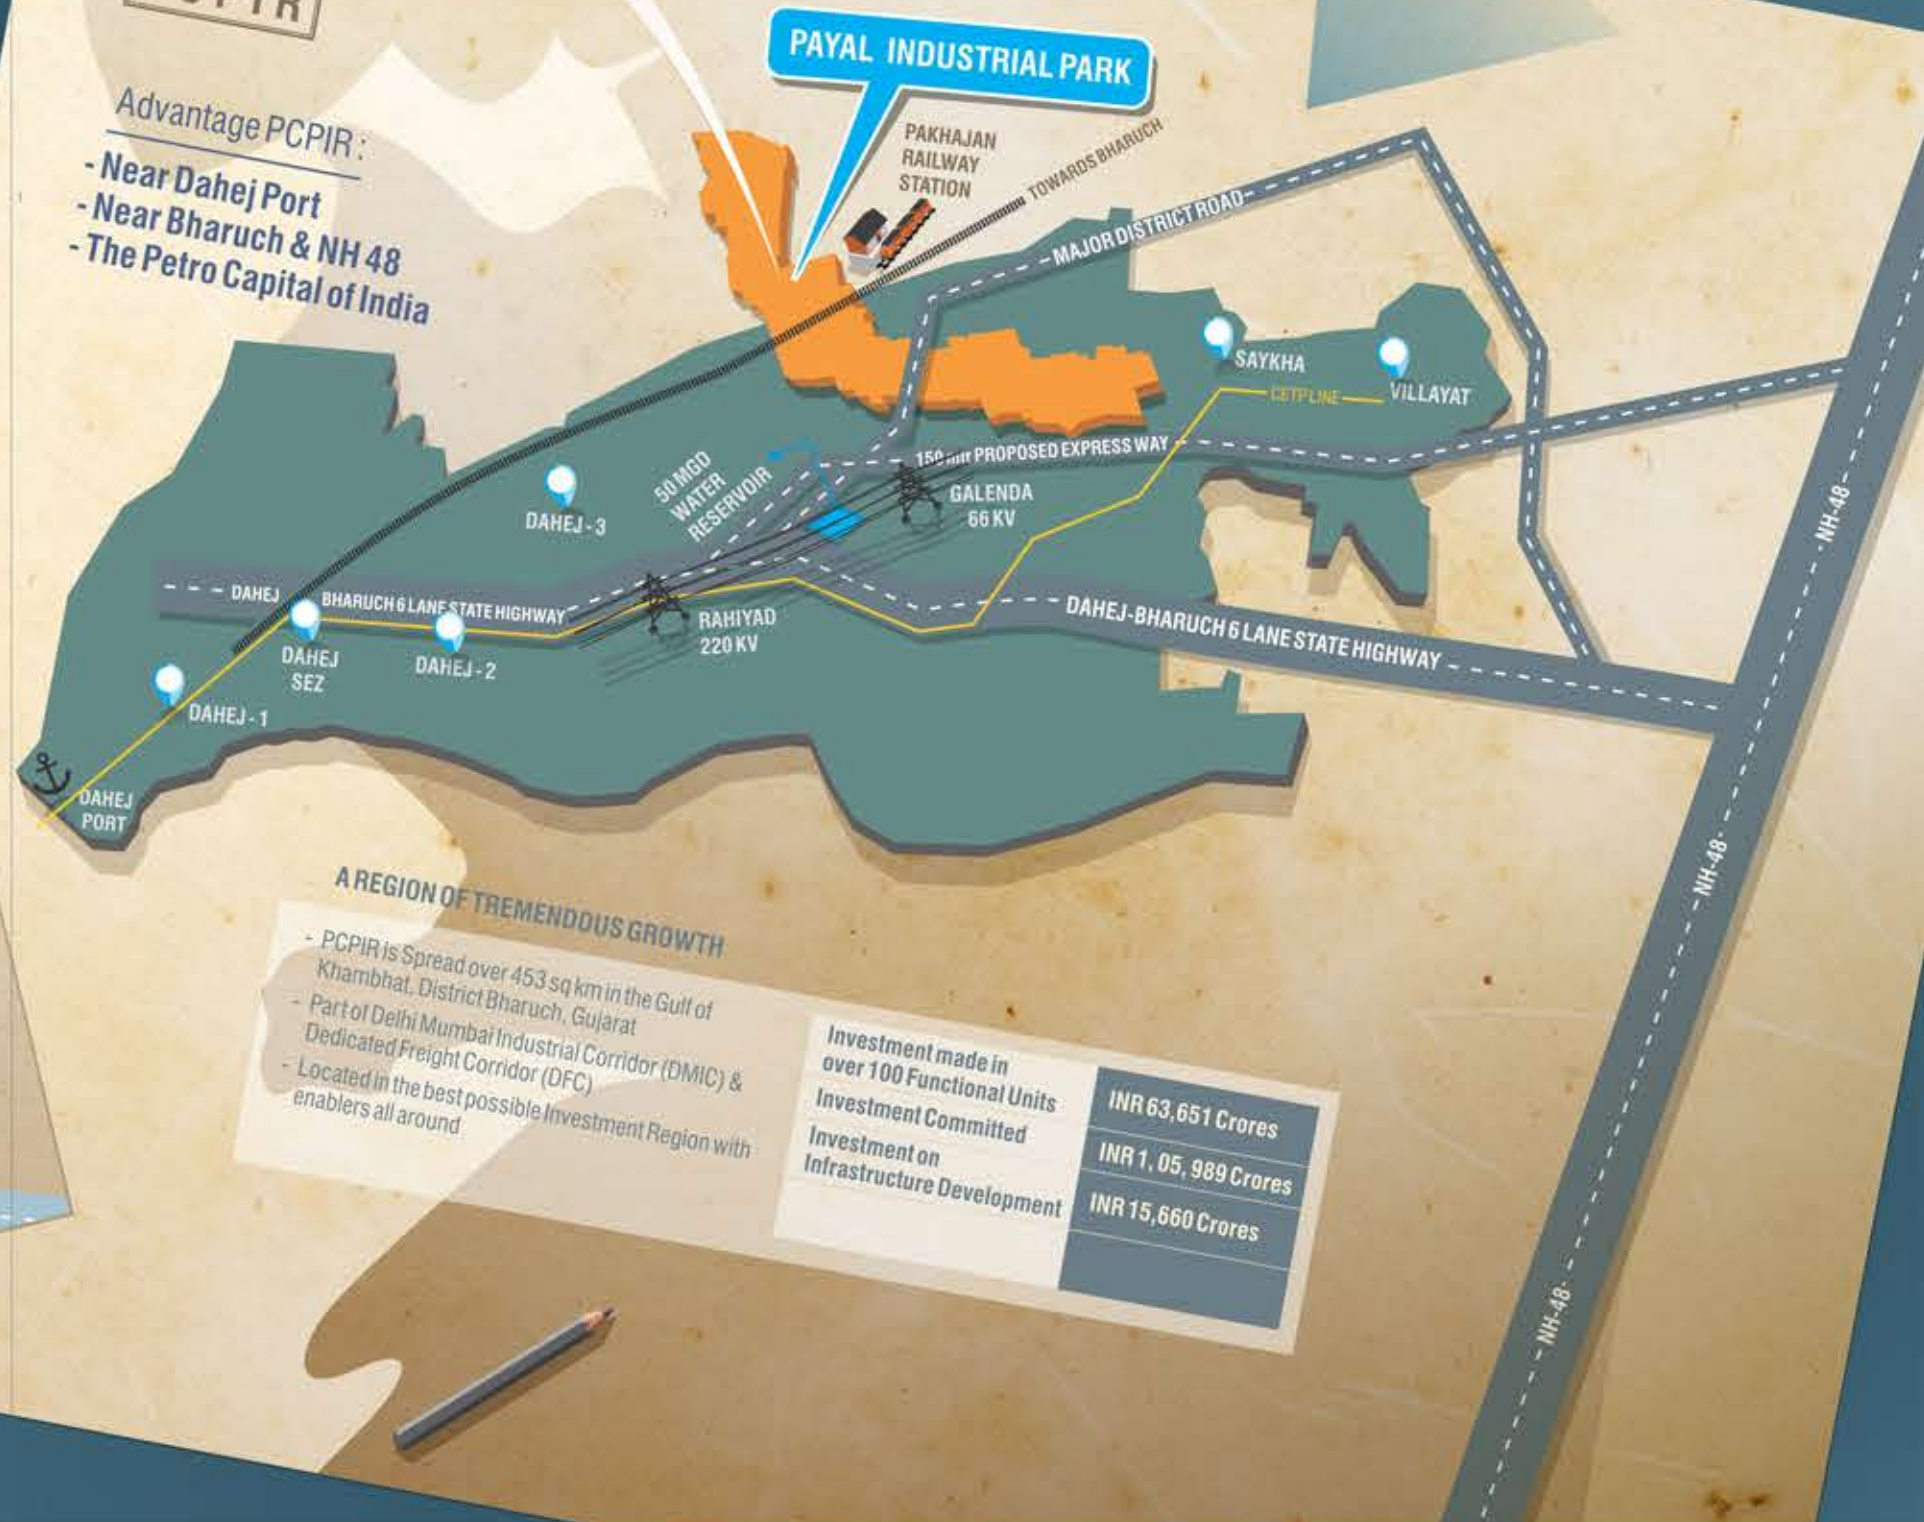 Advantage PCPIR :
- Near Dahej Port
- Near Bharuch & NH 48
- The Petro Capital of India
PAYAL INDUSTRIAL PARK
PAKHAJAN
RAILWAY
STATION
TOWARDS BHARUCH
MAJOR DISTRICT ROAD
SAYKHA
VILLAYAT
CETP LINE
150 PROPOSED EXPRESS WAY
50 MGD
WATER
RESERVOIR
GALENDA
66 KV
DAHEJ - 3
DAHEJ
BHARUCH 6 LANE STATE HIGHWAY
RAHIYAD
220 KV
DAHEJ-BHARUCH 6 LANE STATE HIGHWAY
DAHEJ
SEZ
DAHEJ - 2
DAHEJ - 1
DAHEJ
PORT
NH-48
NH-48
NH-48
A REGION OF TREMENDOUS GROWTH
- PCPIR is Spread over 453 sq km in the Gulf of
Khambhat, District Bharuch, Gujarat
- Part of Delhi Mumbai Industrial Corridor (DMIC) &
Dedicated Freight Corridor (DFC)
- Located in the best possible Investment Region with
enablers all around
Investment made in
over 100 Functional Units
Investment Committed
Investment on
Infrastructure Development
INR 63,651 Crores
INR 1, 05, 989 Crores
INR 15,660 Crores